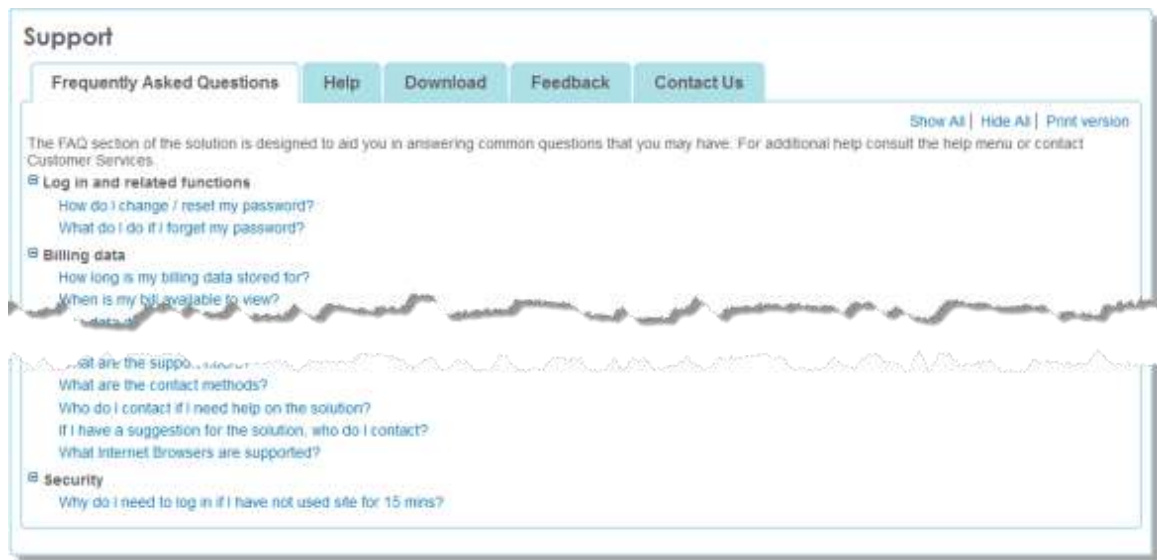 Support
Frequently Asked Questions Help Download Feedback Contact Us
Show All | Hide All | Print version
The FAQ section of the solution is designed to aid you in answering common questions that you may have. For additional help consult the help menu or contact
Customer Services.
Log in and related functions
How do I change / reset my password?
What do I do if I forget my password?
Billing data
How long is my billing data stored for?
When is my bill available to view?
are the
What are the contact methods?
Who do I contact if I need help on the solution?
If I have a suggestion for the solution, who do I contact?
What Internet Browsers are supported?
Security
Why do I need to log in if I have not used site for 15 mins?